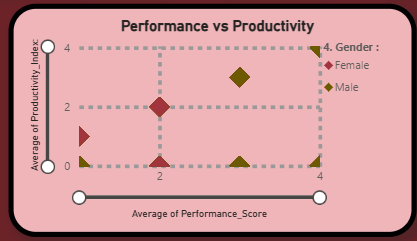 Performance vs Productivity
Average of Productivity_Index:
4
2
0
2
4
Average of Performance_Score
4. Gender :
Female
Male